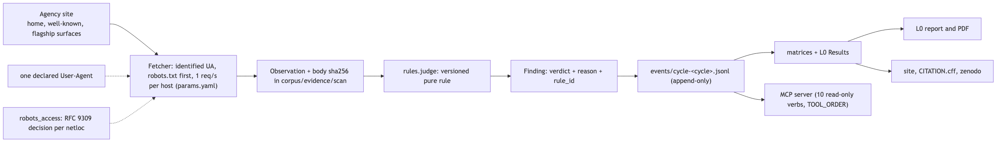 Agency site
home, well-known,
flagship surfaces
one declared User-Agent
robots_access: RFC 9309
decision per netloc
Fetcher: identified UA,
robots.txt first, 1 req/s
per host (params.yaml)
Observation + body sha256
in corpus/evidence/scan
rules.judge: versioned
pure rule
Finding: verdict + reason +
rule_id
events/cycle-<cycle>.jsonl
(append-only)
matrices + L0 Results
MCP server (10 read-only
verbs, TOOL_ORDER)
L0 report and PDF
site, CITATION.cff, zenodo